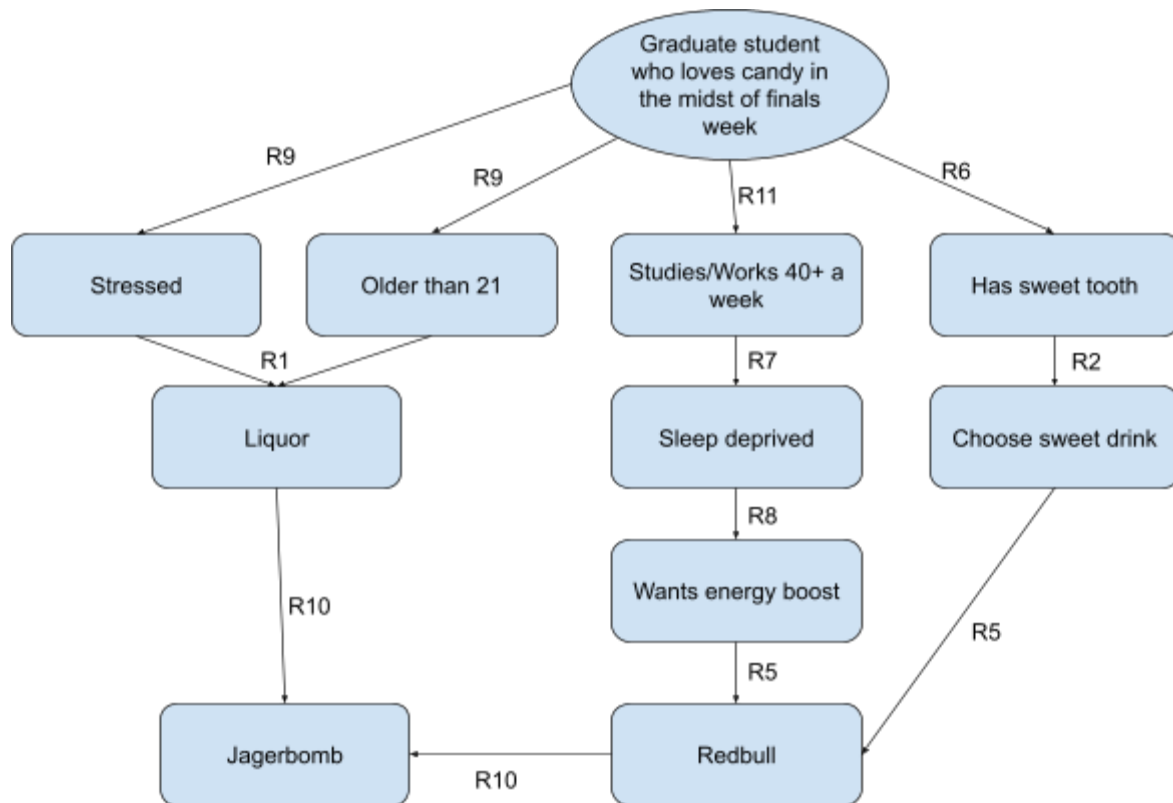 Graduate student
who loves candy in
the midst of finals
week
R9
R9
R11
R6
Stressed
Older than 21
Studies/Works 40+ a
week
Has sweet tooth
R1
R7
R2
Liquor
Sleep deprived
Choose sweet drink
R8
R10
Wants energy boost
R5
R5
Jagerbomb
R10
Redbull